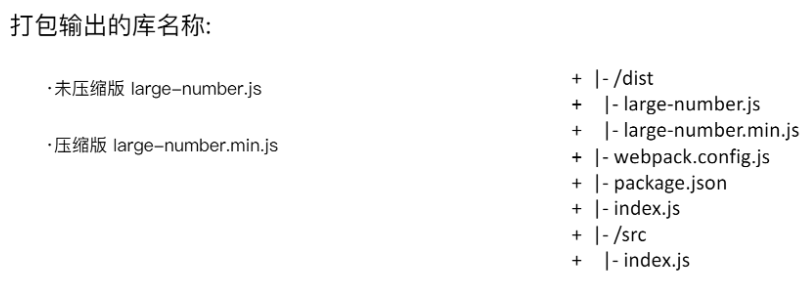 打包输出的库名称:
·未压缩版 large-number.js
·压缩版 large-number.min.js
+ |- /dist
+ |- large-number.js
+ |- large-number.min.js
+ |- webpack.config.js
+ |- package.json
+ |- index.js
+ |- /src
+ |- index.js